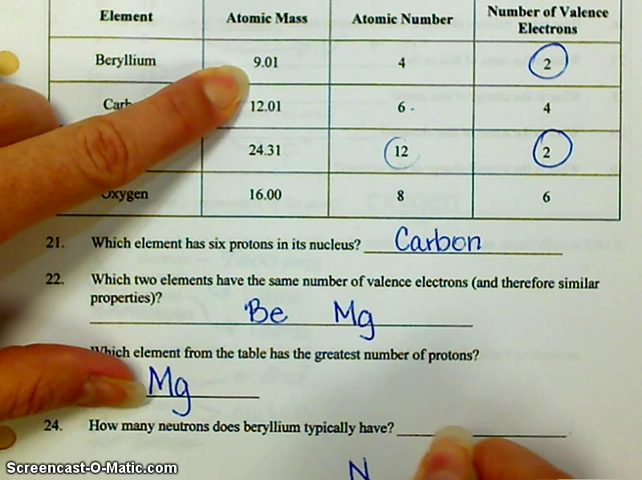 Element Atomic Mass Atomic Number Number of Valence Electrons
Beryllium 9.01 4 2
Carb 12.01 6 4
24.31 12 2
Oxygen 16.00 8 6
21. Which element has six protons in its nucleus? Carbon
22. Which two elements have the same number of valence electrons (and therefore similar
properties)?
Be Mg
Which element from the table has the greatest number of protons?
Mg
24. How many neutrons does beryllium typically have?
N
Screencast-O-Matic.com